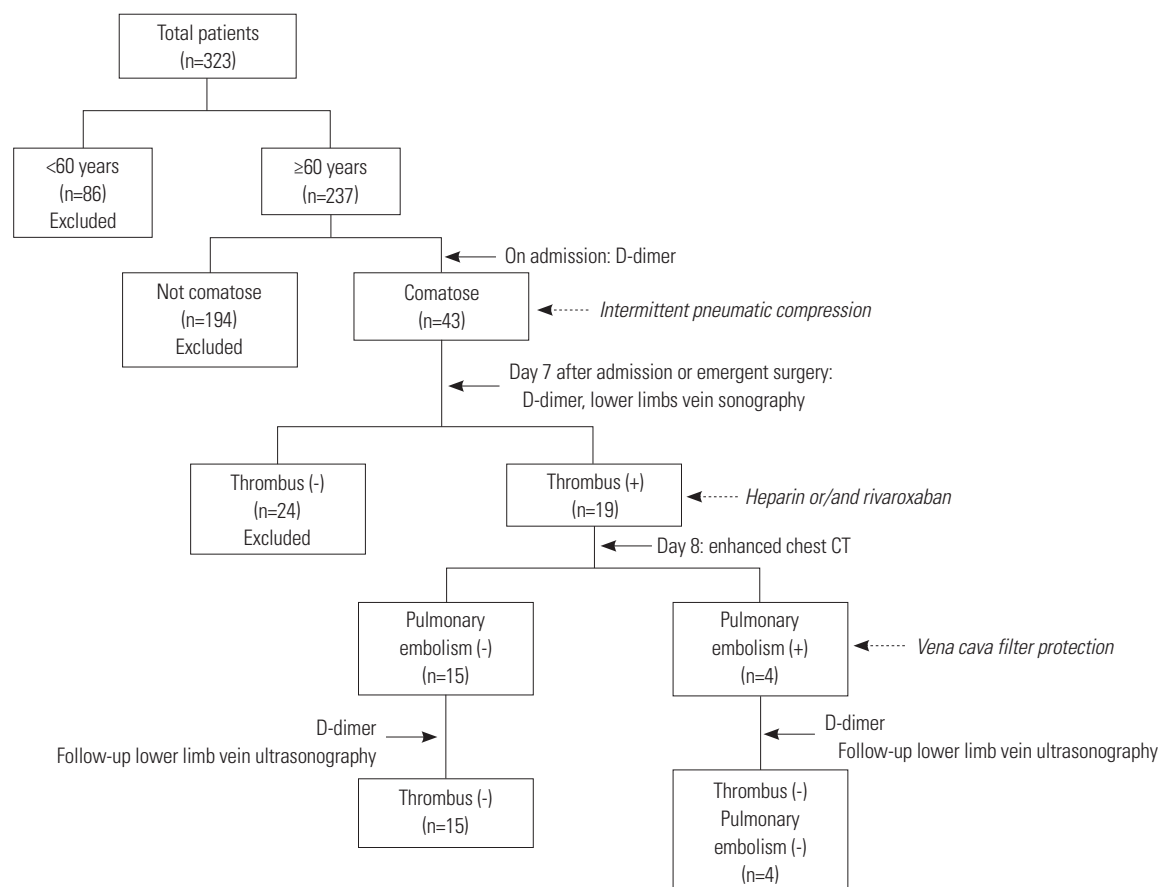 Total patients
(n=323)
<60 years
(n=86)
Excluded
≥60 years
(n=237)
On admission: D-dimer
Not comatose
(n=194)
Excluded
Comatose
(n=43)
Intermittent pneumatic compression
Day 7 after admission or emergent surgery:
D-dimer, lower limbs vein sonography
Thrombus (-)
(n=24)
Excluded
Thrombus (+)
(n=19)
Heparin or/and rivaroxaban
Day 8: enhanced chest CT
Pulmonary
embolism (-)
(n=15)
Pulmonary
embolism (+)
(n=4)
Vena cava filter protection
D-dimer
Follow-up lower limb vein ultrasonography
D-dimer
Follow-up lower limb vein ultrasonography
Thrombus (-)
(n=15)
Thrombus (-)
Pulmonary
embolism (-)
(n=4)